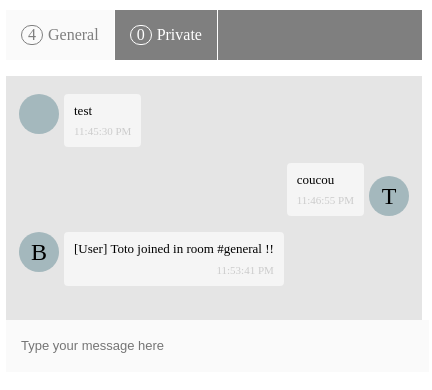 4 General
0 Private
test
11:45:30 PM
coucou
11:46:55 PM
T
B
[User] Toto joined in room #general !!
11:53:41 PM
Type your message here